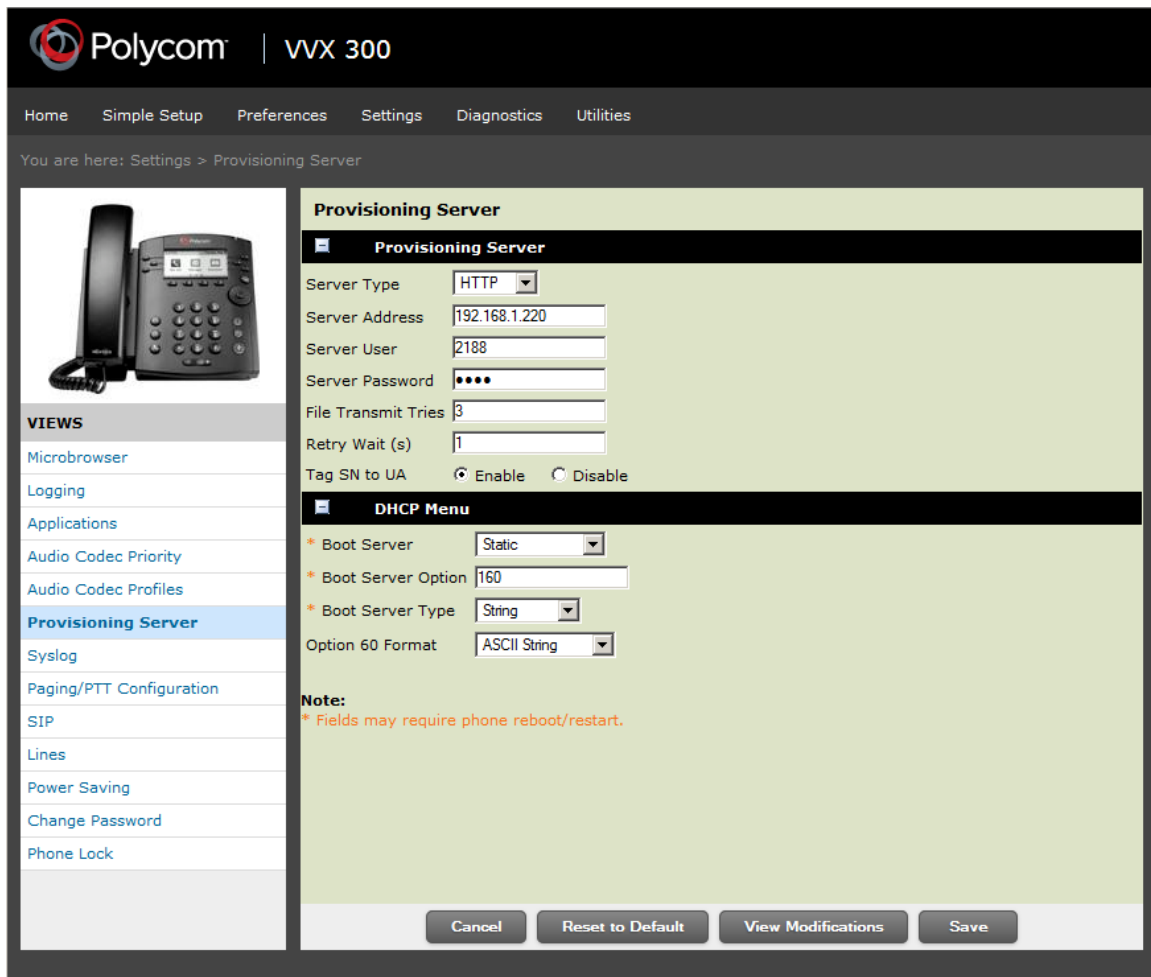 Polycom | VVX 300
Home Simple Setup Preferences Settings Diagnostics Utilities
You are here: Settings > Provisioning Server
Provisioning Server
Provisioning Server
Server Type HTTP
Server Address 192.168.1.220
Server User 2188
Server Password ••••
File Transmit Tries 3
Retry Wait (s) 1
Tag SN to UA Enable Disable
DHCP Menu
* Boot Server Static
* Boot Server Option 160
* Boot Server Type String
Option 60 Format ASCII String
Note:
* Fields may require phone reboot/restart.
VIEWS
Microbrowser
Logging
Applications
Audio Codec Priority
Audio Codec Profiles
Provisioning Server
Syslog
Paging/PTT Configuration
SIP
Lines
Power Saving
Change Password
Phone Lock
Cancel Reset to Default View Modifications Save